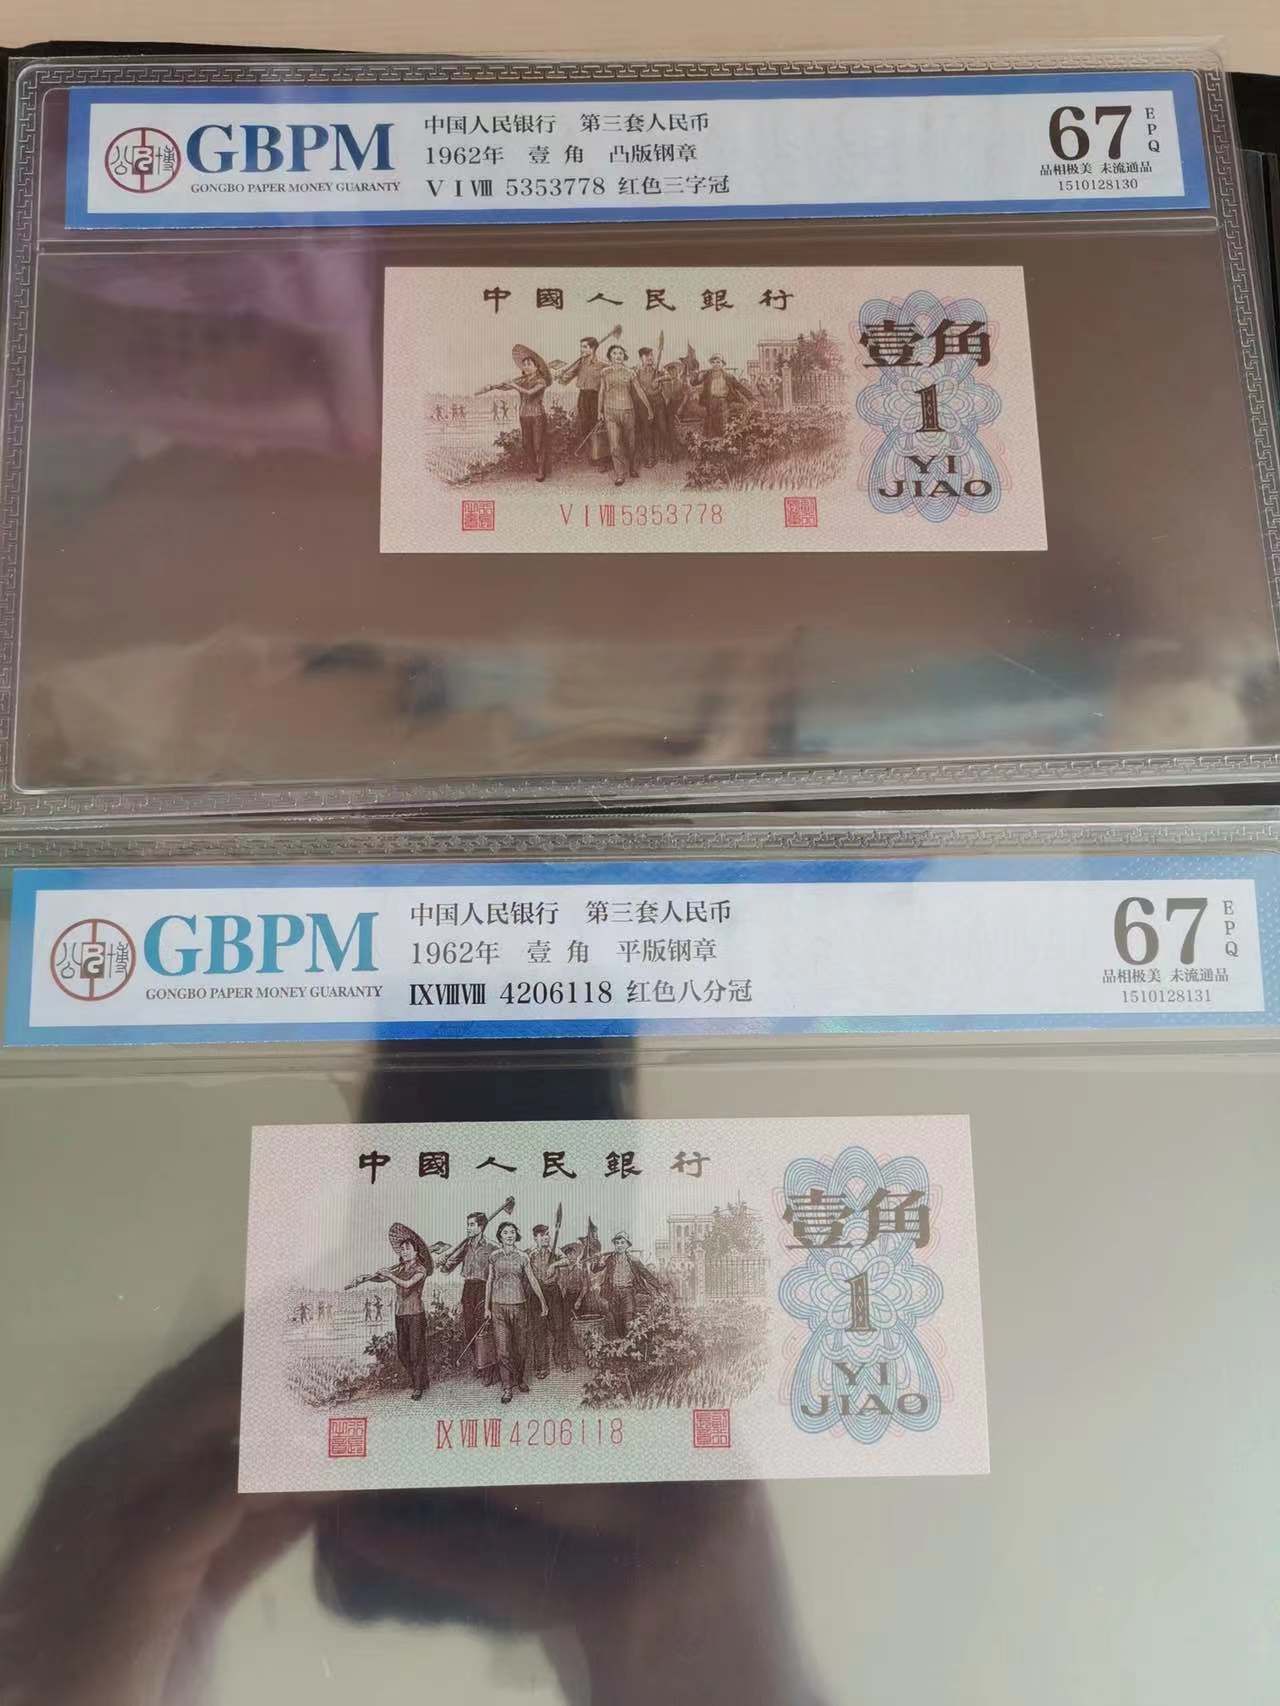 GBPM
GONGBO PAPER MONEY GUARANTY
中国人民银行 第三套人民币
1962年 壹 角 凸版钢章
V I Ⅷ 5353778 红色三字冠
67
EPQ
品相极美 未流通品
1510128130
中國人民銀行
壹角
1
YI
JIAO
V I Ⅷ 5353778
GBPM
GONGBO PAPER MONEY GUARANTY
中国人民银行 第三套人民币
1962年 壹 角 平版钢章
ⅨⅧⅧ 4206118 红色八分冠
67
EPQ
品相极美 未流通品
1510128131
中國人民銀行
壹角
1
YI
JIAO
Ⅸ Ⅷ Ⅷ 4206118